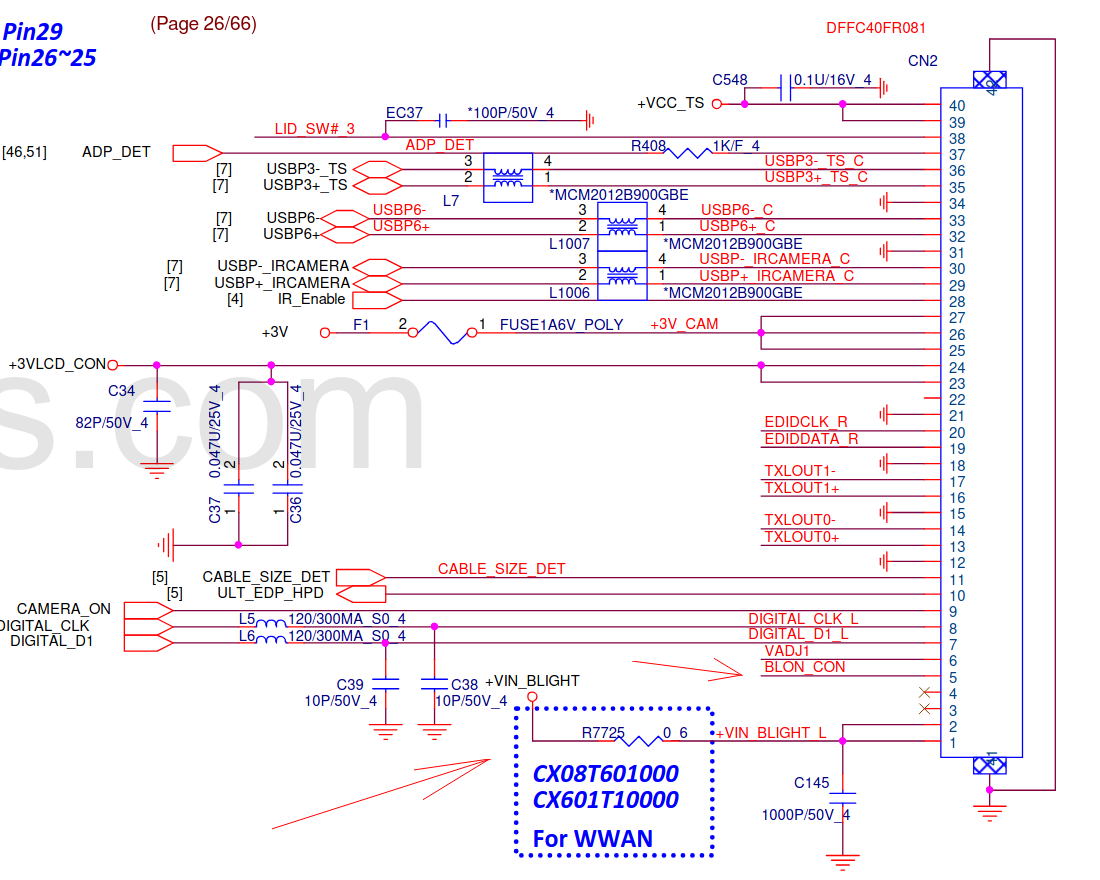 Pin29
Pin26~25
(Page 26/66)
DFFC40FR081
CN2
C548
0.1U/16V_4
+VCC_TS
EC37
*100P/50V_4
LID_SW#_3
[46,51]
ADP_DET
ADP_DET
R408
1K/F_4
[7]
USBP3-_TS
3
4
USBP3-_TS_C
[7]
USBP3+_TS
2
1
USBP3+_TS_C
L7
*MCM2012B900GBE
[7]
USBP6-
USBP6-
3
4
USBP6-_C
[7]
USBP6+
USBP6+
2
1
USBP6+_C
L1007
*MCM2012B900GBE
[7]
USBP-_IRCAMERA
3
4
USBP-_IRCAMERA_C
[7]
USBP+_IRCAMERA
2
1
USBP+_IRCAMERA_C
[4]
IR_Enable
L1006
*MCM2012B900GBE
+3V
F1
2
1
FUSE1A6V_POLY
+3V_CAM
+3VLCD_CON
C34
82P/50V_4
0.047U/25V_4
2
C37
1
0.047U/25V_4
2
C36
1
s.com
EDIDCLK_R
EDIDDATA_R
TXLOUT1-
TXLOUT1+
TXLOUT0-
TXLOUT0+
[5]
CABLE_SIZE_DET
CABLE_SIZE_DET
[5]
ULT_EDP_HPD
CAMERA_ON
DIGITAL_CLK
L5
120/300MA_S0_4
DIGITAL_CLK_L
DIGITAL_D1
L6
120/300MA_S0_4
DIGITAL_D1_L
VADJ1
BLON_CON
C39
10P/50V_4
C38
10P/50V_4
+VIN_BLIGHT
R7725
0_6
+VIN_BLIGHT_L
CX08T601000
CX601T10000
For WWAN
C145
1000P/50V_4
42
40
39
38
37
36
35
34
33
32
31
30
29
28
27
26
25
24
23
22
21
20
19
18
17
16
15
14
13
12
11
10
9
8
7
6
5
4
3
2
1
41